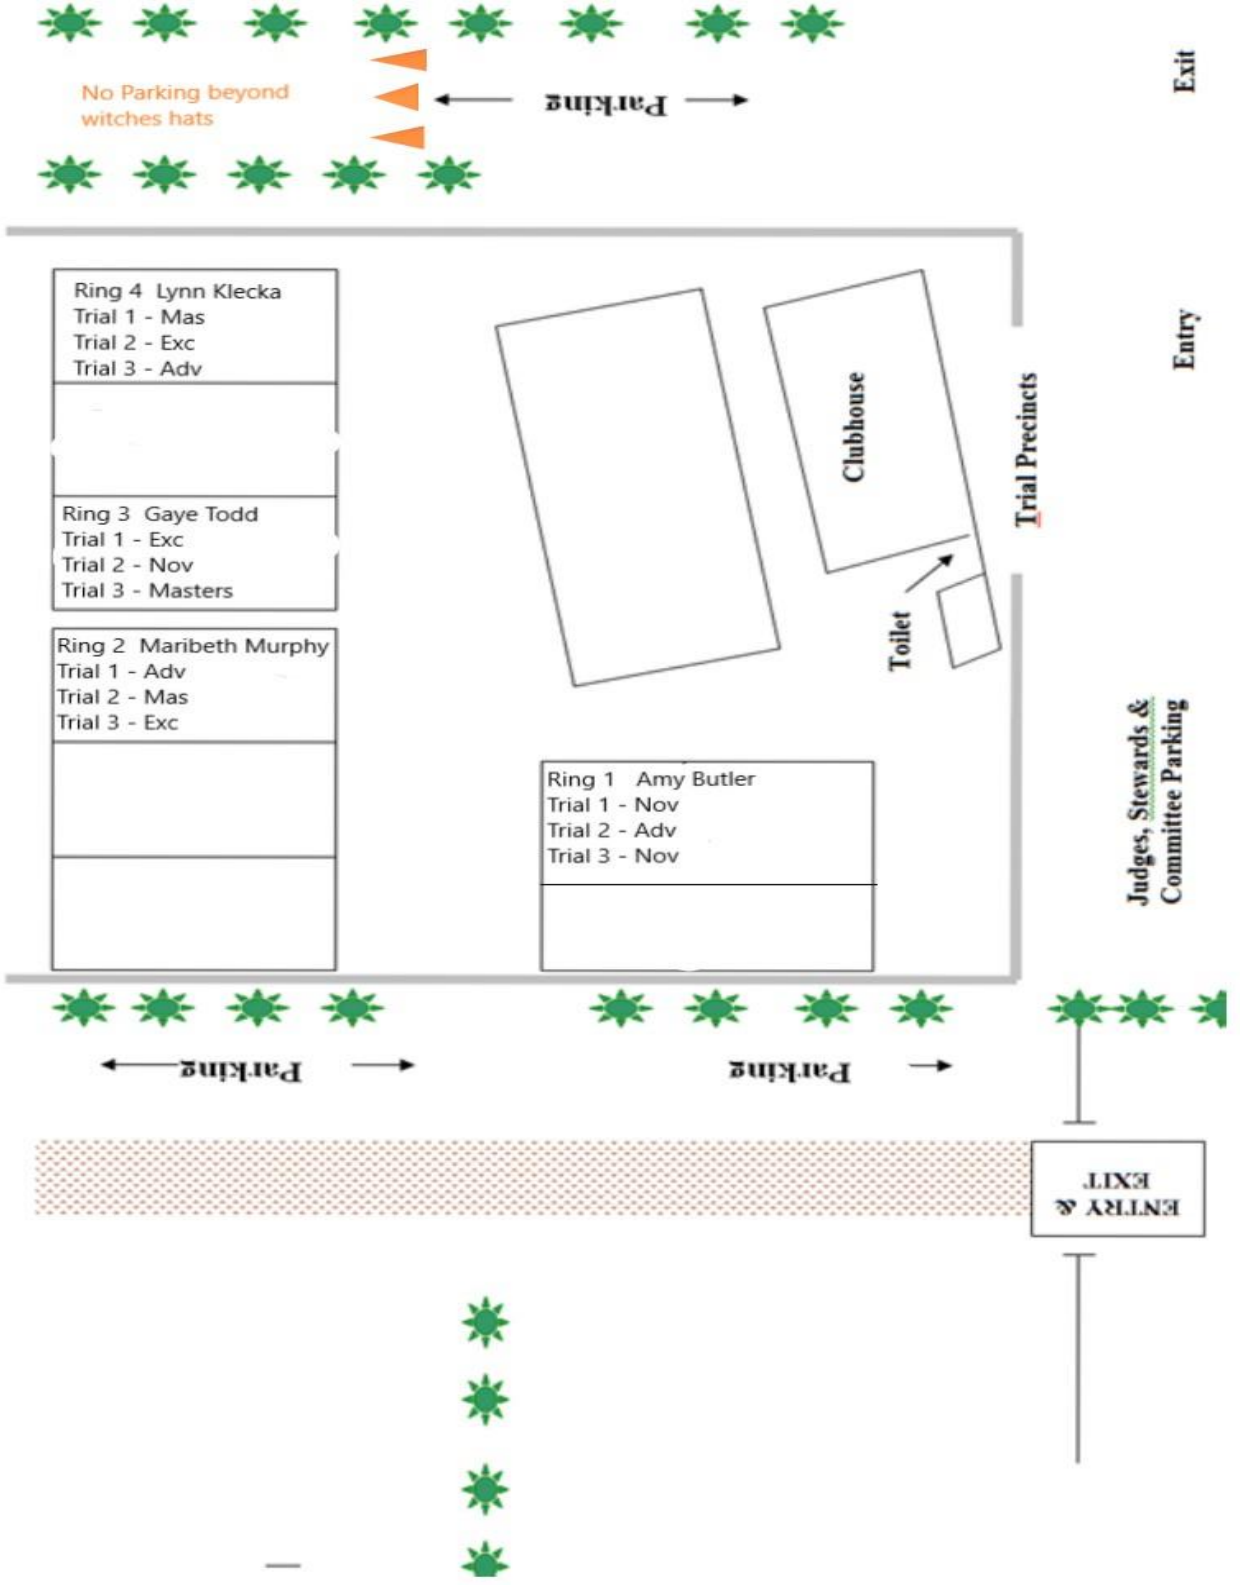 No Parking beyond
witches hats
Parking
Exit
Ring 4 Lynn Klecka
Trial 1 - Mas
Trial 2 - Exc
Trial 3 - Adv
Ring 3 Gaye Todd
Trial 1 - Exc
Trial 2 - Nov
Trial 3 - Masters
Ring 2 Maribeth Murphy
Trial 1 - Adv
Trial 2 - Mas
Trial 3 - Exc
Clubhouse
Toilet
Trial Precincts
Entry
Ring 1 Amy Butler
Trial 1 - Nov
Trial 2 - Adv
Trial 3 - Nov
Judges, Stewards &
Committee Parking
Parking
Parking
ENTRY &
EXIT